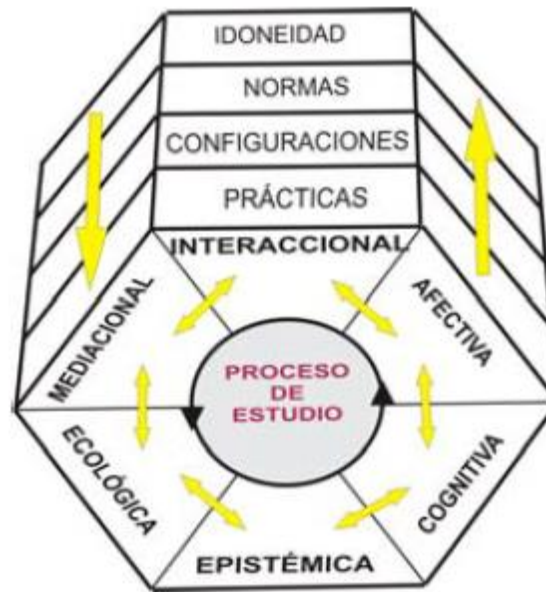 IDONEIDAD
NORMAS
CONFIGURACIONES
PRÁCTICAS
INTERACCIONAL
MEDIACIONAL
AFECTIVA
PROCESO
DE
ESTUDIO
ECOLÓGICA
COGNITIVA
EPISTÉMICA